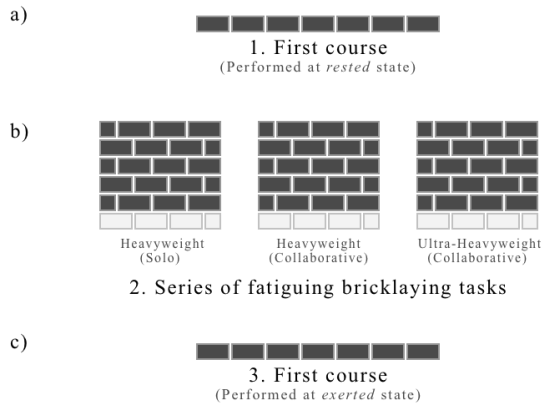 a)
1. First course
(Performed at rested state)
b)
Heavyweight
(Solo)
Heavyweight
(Collaborative)
Ultra-Heavyweight
(Collaborative)
2. Series of fatiguing bricklaying tasks
c)
3. First course
(Performed at exerted state)